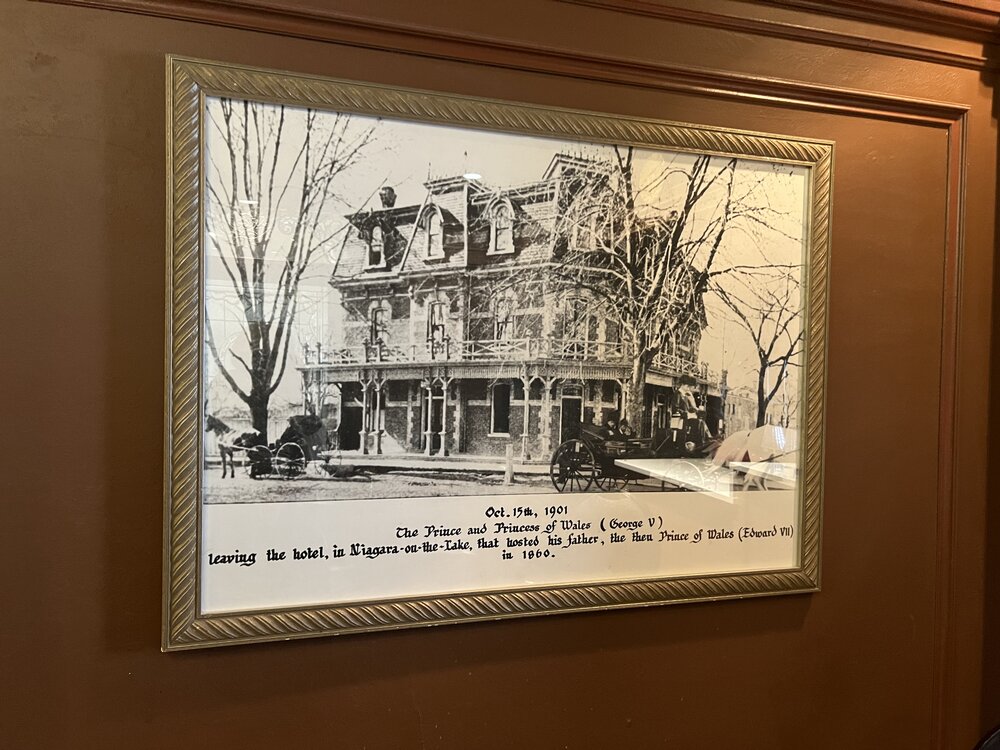 Oct. 15th, 1901
The Prince and Princess of Wales (George V)
leaving the hotel, in Niagara-on-the-Lake, that hosted his father, the then Prince of Wales (Edward VII)
in 1860.